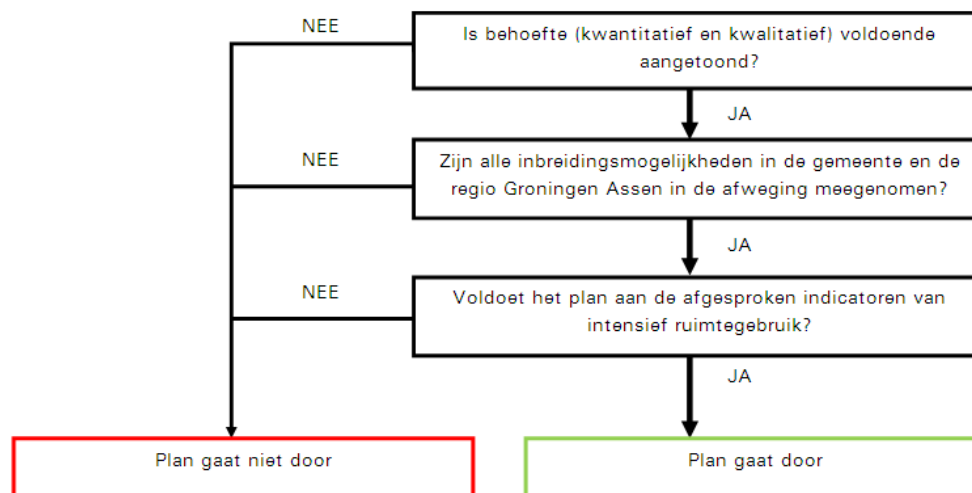 NEE
Is behoefte (kwantitatief en kwalitatief) voldoende
aangetoond?
JA
NEE
Zijn alle inbreidingsmogelijkheden in de gemeente en de
regio Groningen Assen in de afweging meegenomen?
JA
NEE
Voldoet het plan aan de afgesproken indicatoren van
intensief ruimtegebruik?
JA
Plan gaat niet door
Plan gaat door